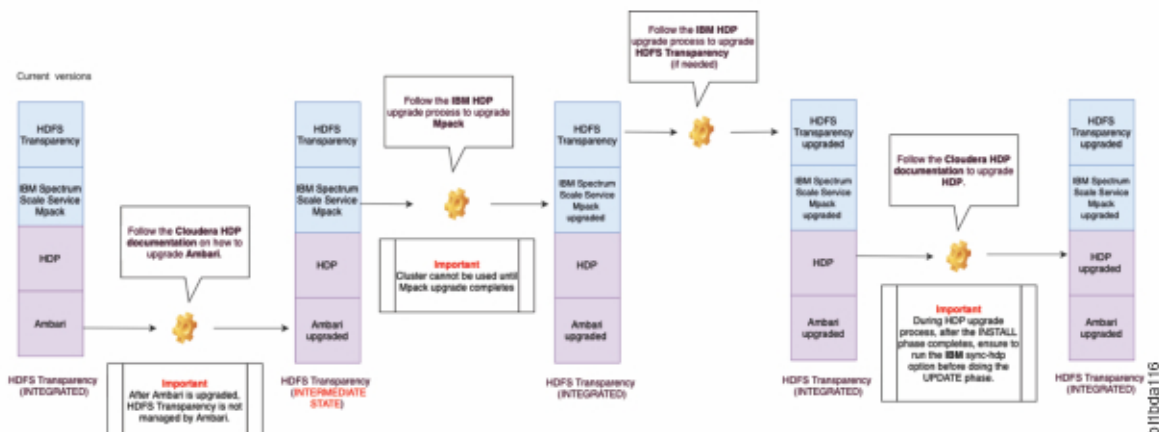 Current versions
HDFS
Transparency
IBM Spectrum
Scale Service
Mpack
HDP
Ambari
HDFS Transparency
(INTEGRATED)
Follow the Cloudera HDP
documentation on how to
upgrade Ambari.
Important
After Ambari is upgraded,
HDFS Transparency is not
managed by Ambari.
HDFS
Transparency
IBM Spectrum
Scale Service
Mpack
HDP
Ambari
upgraded
HDFS Transparency
(INTERMEDIATE
STATE)
Follow the IBM HDP
upgrade process to upgrade
Mpack
Important
Cluster cannot be used until
Mpack upgrade completes
HDFS
Transparency
IBM Spectrum
Scale Service
Mpack
upgraded
HDP
Ambari
upgraded
HDFS Transparency
(INTEGRATED)
Follow the IBM HDP
upgrade process to upgrade
HDFS Transparency
(if needed)
HDFS
Transparency
upgraded
IBM Spectrum
Scale Service
Mpack
upgraded
HDP
Ambari
upgraded
HDFS Transparency
(INTEGRATED)
Follow the Cloudera HDP
documentation to upgrade
HDP.
Important
During HDP upgrade
process, after the INSTALL
phase completes, ensure to
run the IBM sync-hdp
option before doing the
UPDATE phase.
HDFS
Transparency
upgraded
IBM Spectrum
Scale Service
Mpack
upgraded
HDP
upgraded
Ambari
upgraded
HDFS Transparency
(INTEGRATED)